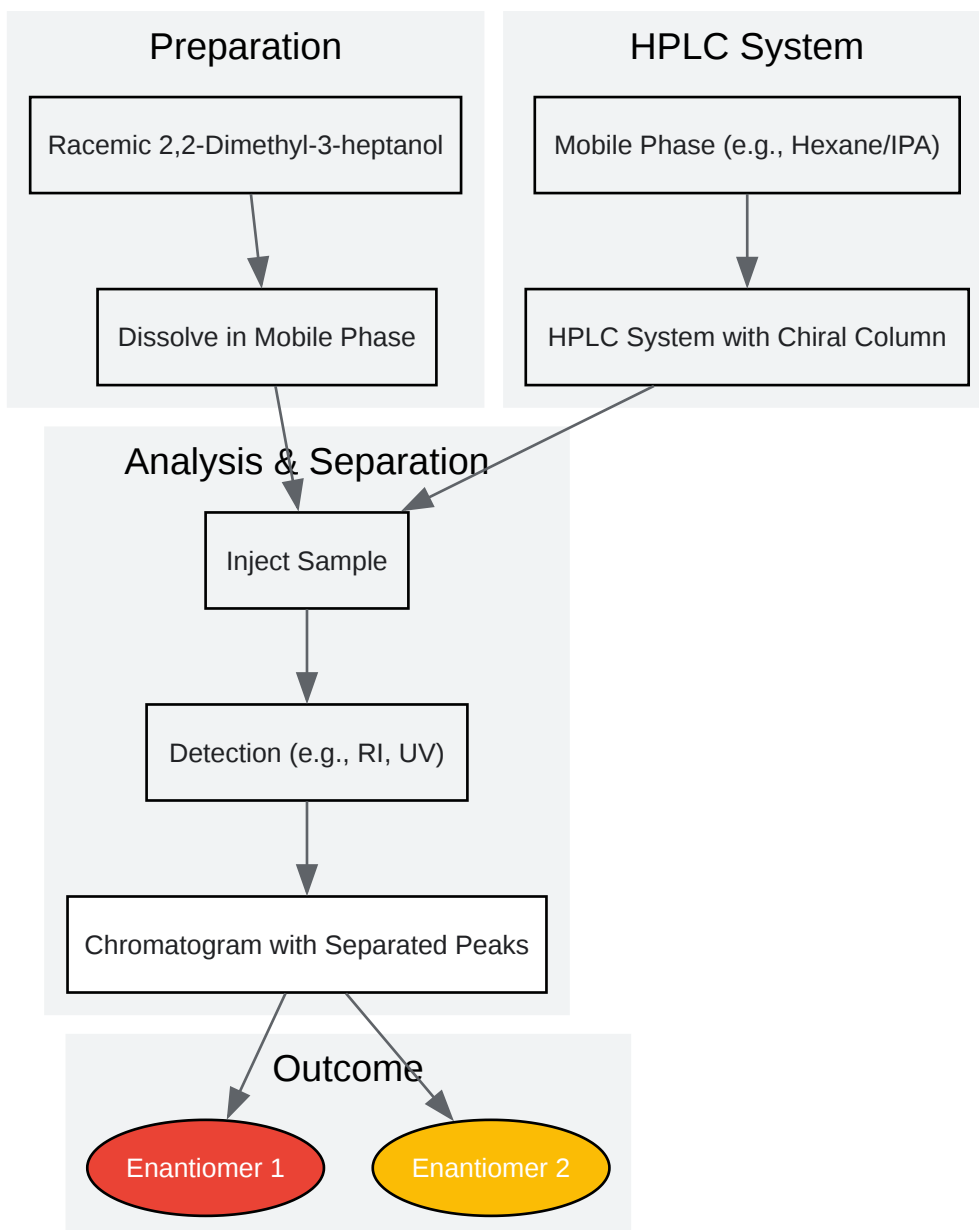 Preparation
Racemic 2,2-Dimethyl-3-heptanol
Dissolve in Mobile Phase
HPLC System
Mobile Phase (e.g., Hexane/IPA)
HPLC System with Chiral Column
Analysis & Separation
Inject Sample
Detection (e.g., RI, UV)
Chromatogram with Separated Peaks
Outcome
Enantiomer 1
Enantiomer 2